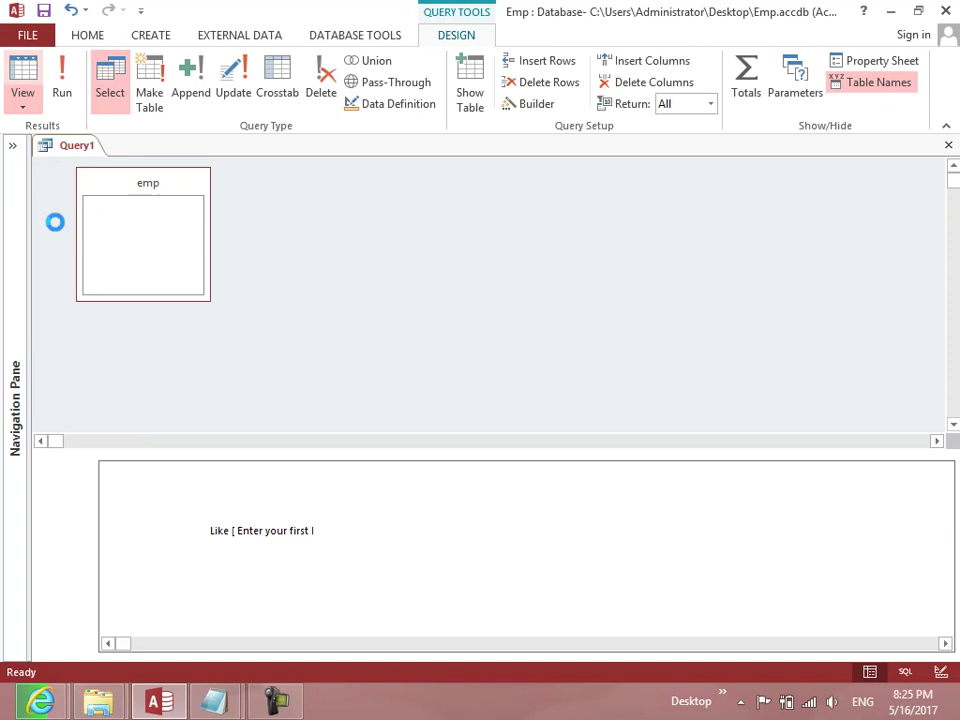 QUERY TOOLS
Emp : Database- C:\Users\Administrator\Desktop\Emp.accdb (Ac...
?
FILE
HOME
CREATE
EXTERNAL DATA
DATABASE TOOLS
DESIGN
Sign in
View
Run
Select
Make
Table
Append
Update
Crosstab
Delete
Union
Pass-Through
Data Definition
Show
Table
Insert Rows
Delete Rows
Builder
Insert Columns
Delete Columns
Return: All
Totals
Parameters
Property Sheet
XYZ Table Names
Results
Query Type
Query Setup
Show/Hide
Query1
emp
Navigation Pane
Like [ Enter your first l
Ready
SQL
Desktop
ENG
8:25 PM
5/16/2017